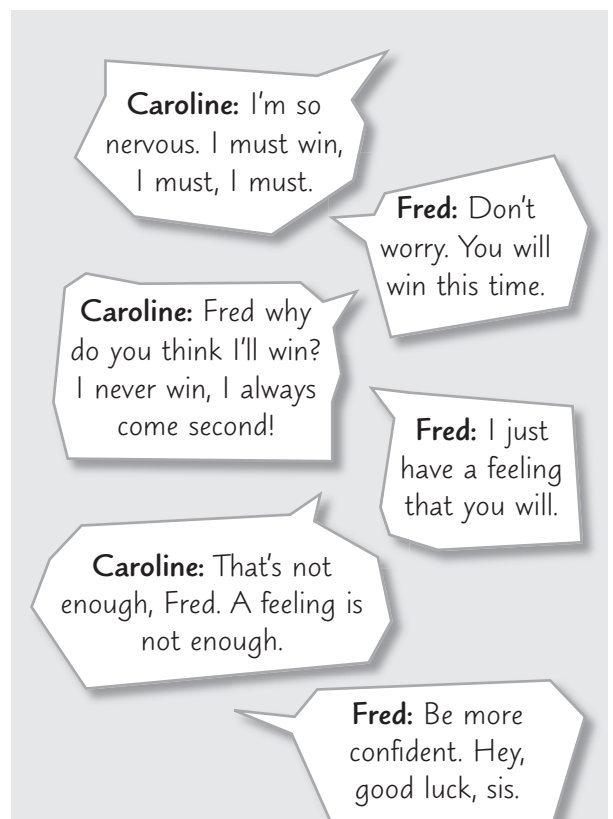 Caroline: I'm so
nervous. I must win,
I must, I must.
Fred: Don't
worry. You will
win this time.
Caroline: Fred why
do you think I'll win?
I never win, I always
come second!
Fred: I just
have a feeling
that you will.
Caroline: That's not
enough, Fred. A feeling is
not enough.
Fred: Be more
confident. Hey,
good luck, sis.